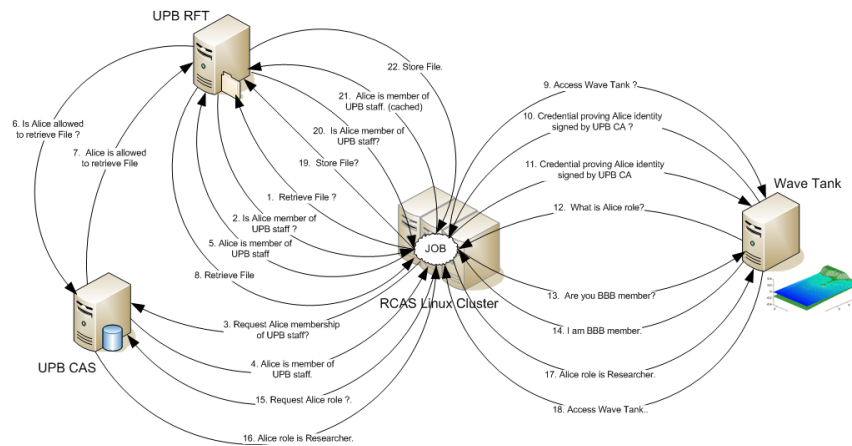 UPB RFT
22. Store File.
21. Alice is member of
UPB staff. (cached)
20. Is Alice member of
UPB staff?
19. Store File?
9. Access Wave Tank ?
10. Credential proving Alice identity
signed by UPB CA ?
11. Credential proving Alice identity
signed by UPB CA
12. What is Alice role?
Wave Tank
6. Is Alice allowed
to retrieve File ?
7. Alice is allowed
to retrieve File
1. Retrieve File ?
2. Is Alice member of
UPB staff ?
5. Alice is member of
UPB staff
8. Retrieve File
JOB
RCAS Linux Cluster
UPB CAS
3. Request Alice membership
of UPB staff?
4. Alice is member of
UPB staff.
15. Request Alice role ?.
16. Alice role is Researcher.
13. Are you BBB member?
14. I am BBB member.
17. Alice role is Researcher.
18. Access Wave Tank..